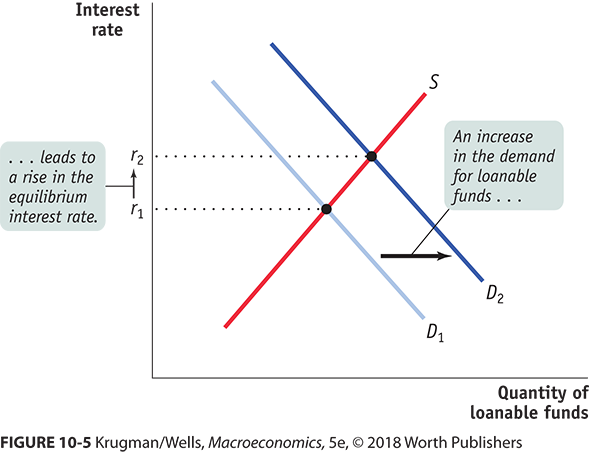 Interest
rate
S
An increase
in the demand
for loanable
funds . . .
. . . leads to
a rise in the
equilibrium
interest rate.
r2
r1
D2
D1
Quantity of
loanable funds
FIGURE 10-5 Krugman/Wells, Macroeconomics, 5e, © 2018 Worth Publishers